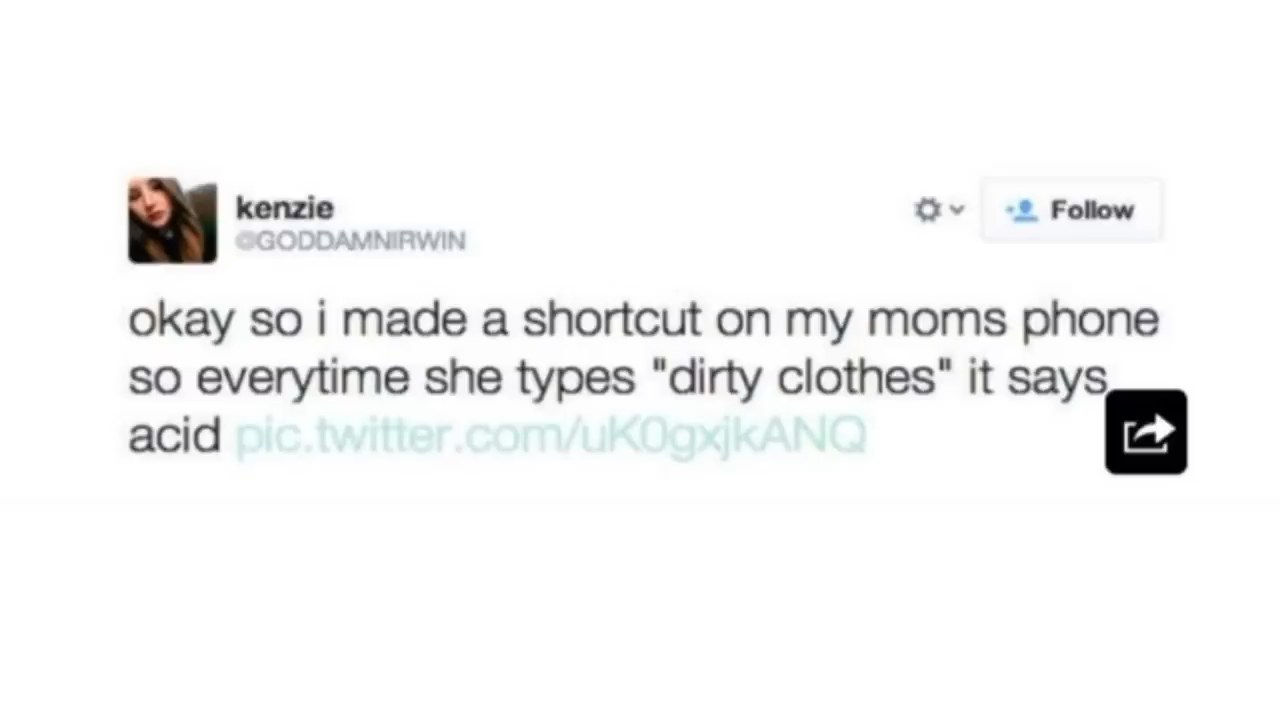 kenzie
@GODDAMNIRWIN
Follow
okay so i made a shortcut on my moms phone
so everytime she types "dirty clothes" it says
acid pic.twitter.com/uK0gxjkANQ